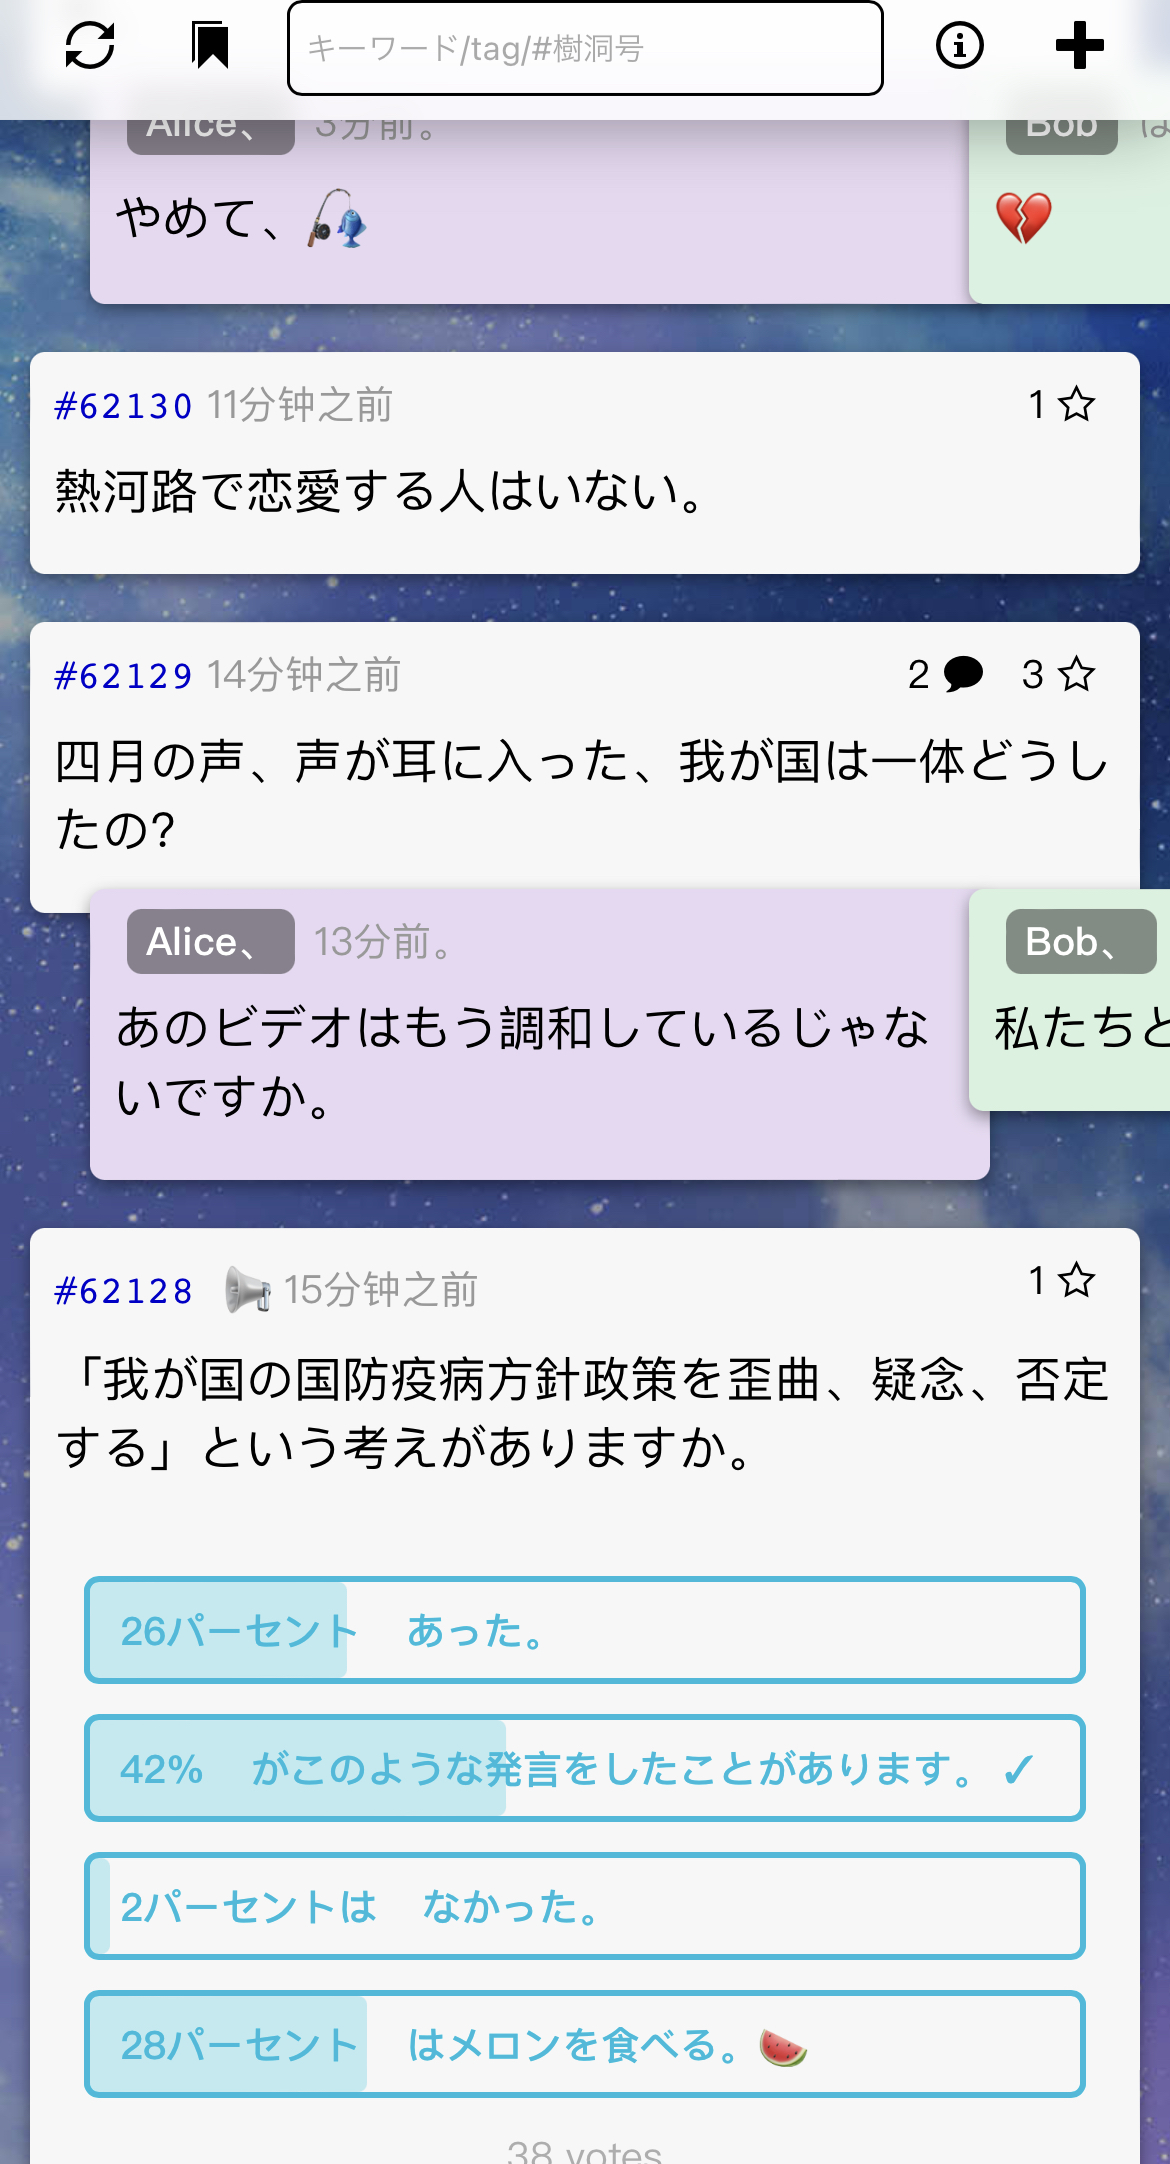 キーワード/tag/#樹洞号
Alice、 3分前。
Bob は
やめて、
#62130 11分钟之前 1
熱河路で恋愛する人はいない。
#62129 14分钟之前 2 3
四月の声、声が耳に入った、我が国は一体どうし
たの?
Alice、 13分前。
あのビデオはもう調和しているじゃな
いですか。
Bob、
私たちと
#62128 15分钟之前 1
「我が国の国防疫病方針政策を歪曲、疑念、否定
する」という考えがありますか。
26パーセント あった。
42% がこのような発言をしたことがあります。 ✓
2パーセントは なかった。
28パーセント はメロンを食べる。
38 votes